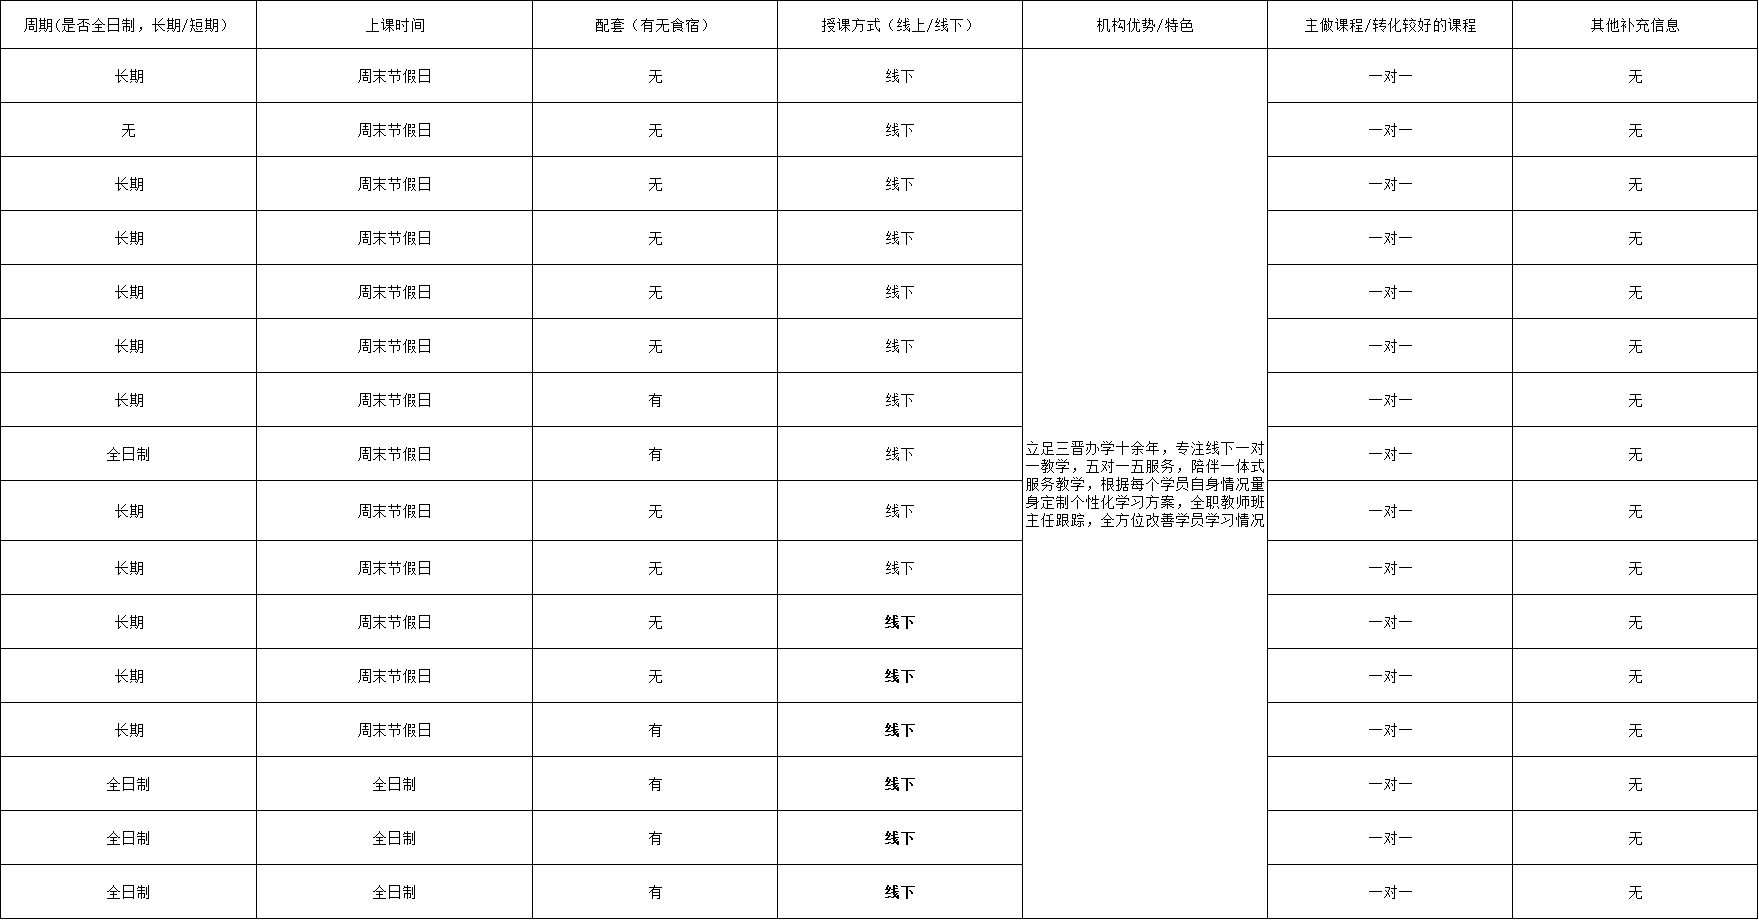 周期(是否全日制，长期/短期） 上课时间 配套（有无食宿） 授课方式（线上/线下） 机构优势/特色 主做课程/转化较好的课程 其他补充信息
长期 周末节假日 无 线下 一对一 无
无 周末节假日 无 线下 一对一 无
长期 周末节假日 无 线下 一对一 无
长期 周末节假日 无 线下 一对一 无
长期 周末节假日 无 线下 一对一 无
长期 周末节假日 无 线下 一对一 无
长期 周末节假日 有 线下 一对一 无
全日制 周末节假日 有 线下 一对一 无
立足三晋办学十余年，专注线下一对
一教学，五对一五服务，陪伴一体式
服务教学，根据每个学员自身情况量
身定制个性化学习方案，全职教师班
主任跟踪，全方位改善学员学习情况
长期 周末节假日 无 线下 一对一 无
长期 周末节假日 无 线下 一对一 无
长期 周末节假日 无 线下 一对一 无
长期 周末节假日 无 线下 一对一 无
长期 周末节假日 有 线下 一对一 无
全日制 全日制 有 线下 一对一 无
全日制 全日制 有 线下 一对一 无
全日制 全日制 有 线下 一对一 无